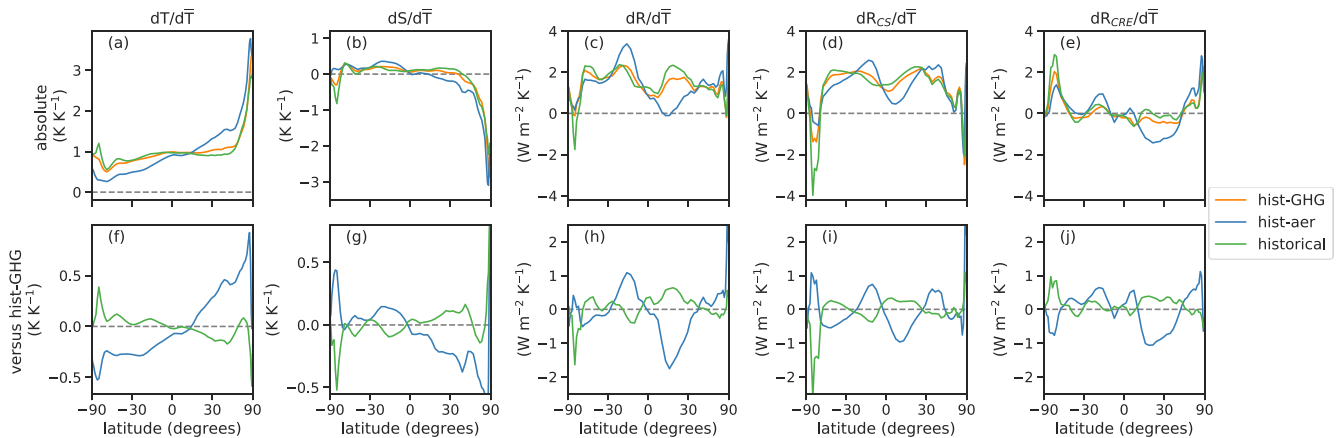 dT/dT̅ dS/dT̅ dR/dT̅ dR_CS/dT̅ dR_CRE/dT̅
(a) (b) (c) (d) (e)
absolute
(K K⁻¹)
3
2
1
0
(K K⁻¹)
1
0
−1
−2
−3
(W m⁻² K⁻¹)
4
2
0
−2
−4
(W m⁻² K⁻¹)
4
2
0
−2
−4
(W m⁻² K⁻¹)
4
2
0
−2
−4
hist-GHG
hist-aer
historical
(f) (g) (h) (i) (j)
versus hist-GHG
(K K⁻¹)
0.5
0.0
−0.5
(K K⁻¹)
0.5
0.0
−0.5
(W m⁻² K⁻¹)
2
1
0
−1
−2
(W m⁻² K⁻¹)
2
1
0
−1
−2
(W m⁻² K⁻¹)
2
1
0
−1
−2
−90 −30 0 30 90
−90 −30 0 30 90
−90 −30 0 30 90
−90 −30 0 30 90
−90 −30 0 30 90
latitude (degrees) latitude (degrees) latitude (degrees) latitude (degrees) latitude (degrees)